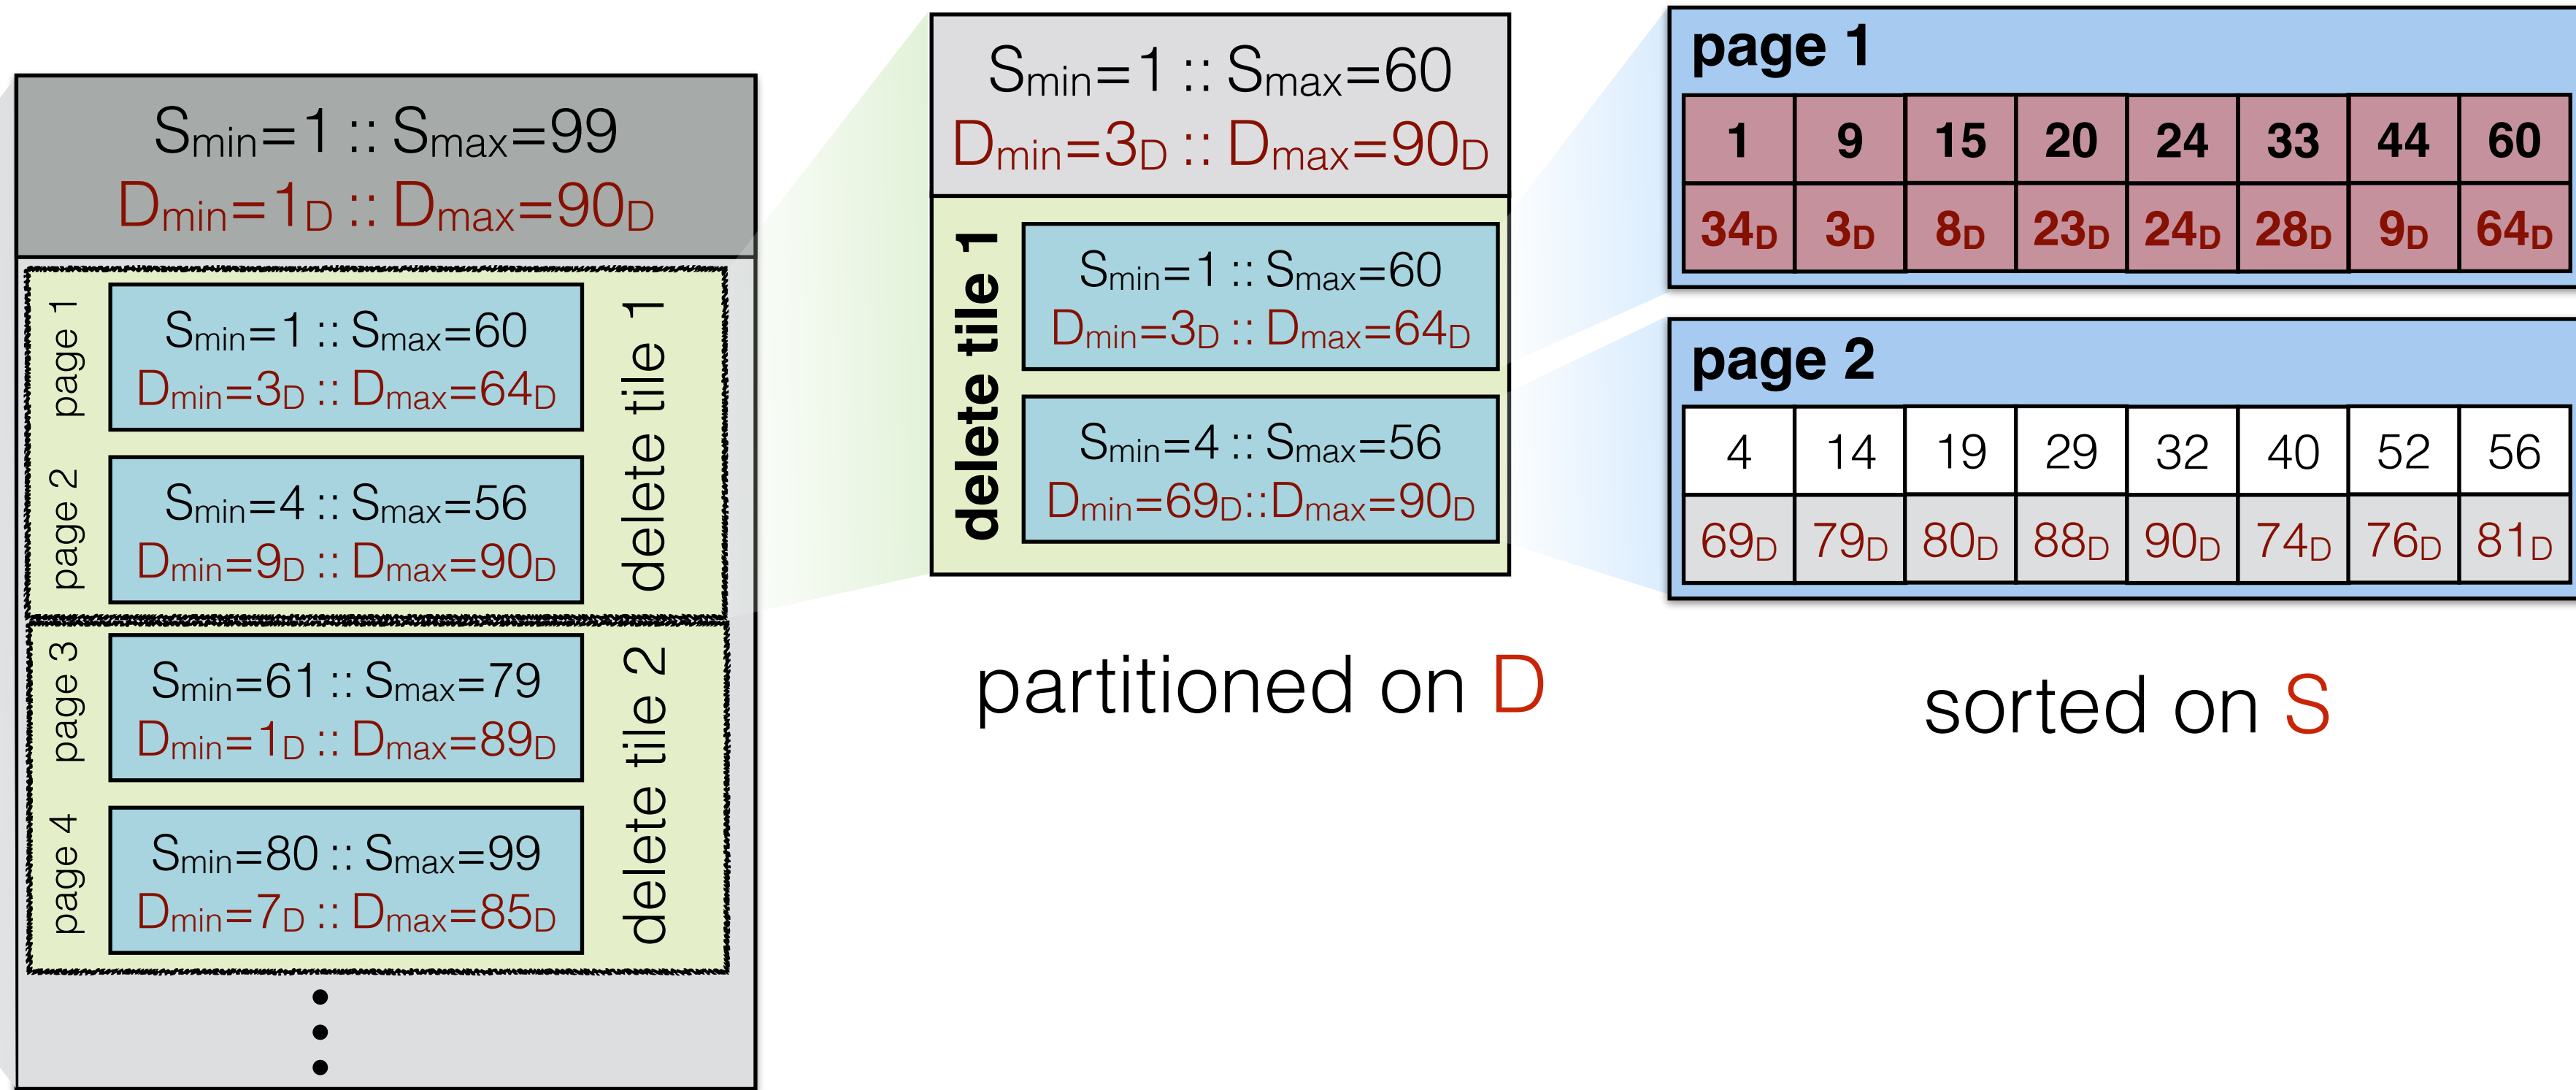 Smin=1 :: Smax=99
Dmin=1D :: Dmax=90D
page 1
Smin=1 :: Smax=60
Dmin=3D :: Dmax=64D
page 2
Smin=4 :: Smax=56
Dmin=9D :: Dmax=90D
delete tile 1
page 3
Smin=61 :: Smax=79
Dmin=1D :: Dmax=89D
page 4
Smin=80 :: Smax=99
Dmin=7D :: Dmax=85D
delete tile 2
Smin=1 :: Smax=60
Dmin=3D :: Dmax=90D
delete tile 1
Smin=1 :: Smax=60
Dmin=3D :: Dmax=64D
Smin=4 :: Smax=56
Dmin=69D::Dmax=90D
partitioned on D
page 1
1 9 15 20 24 33 44 60
34D 3D 8D 23D 24D 28D 9D 64D
page 2
4 14 19 29 32 40 52 56
69D 79D 80D 88D 90D 74D 76D 81D
sorted on S